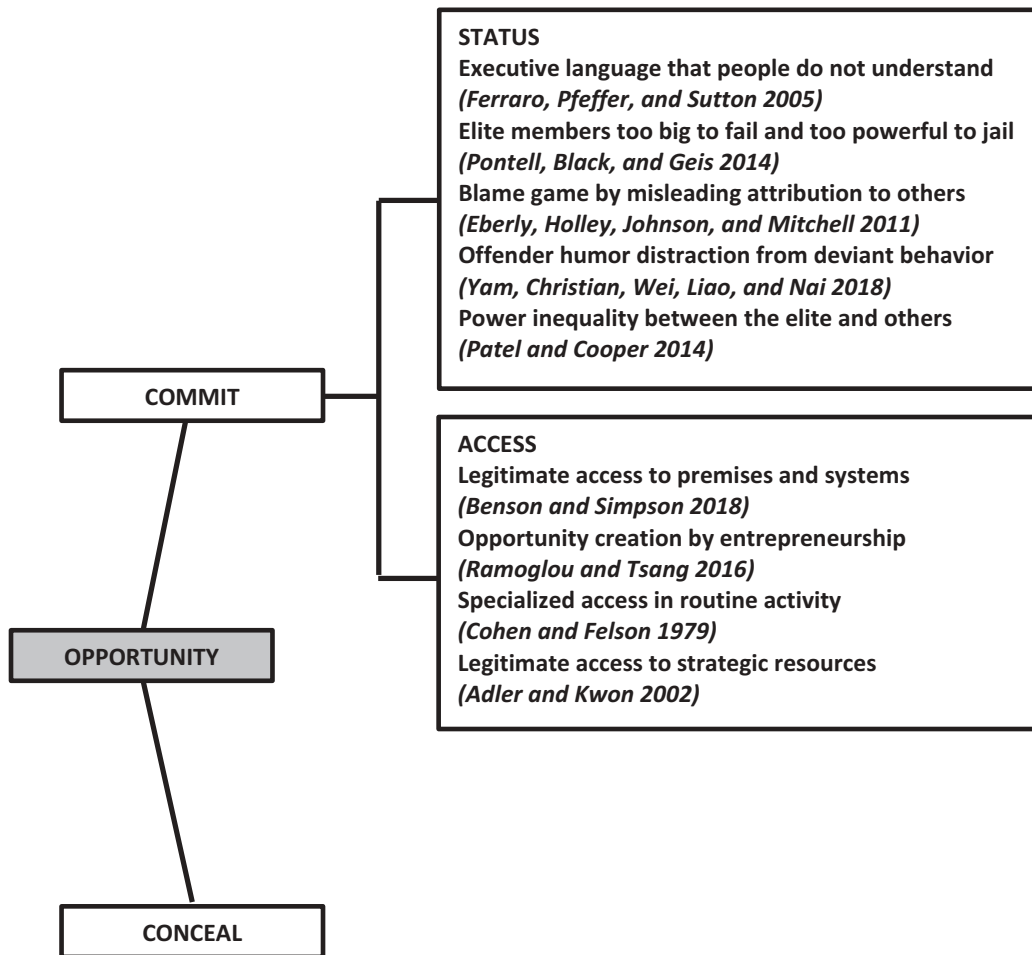 STATUS
Executive language that people do not understand
(Ferraro, Pfeffer, and Sutton 2005)
Elite members too big to fail and too powerful to jail
(Pontell, Black, and Geis 2014)
Blame game by misleading attribution to others
(Eberly, Holley, Johnson, and Mitchell 2011)
Offender humor distraction from deviant behavior
(Yam, Christian, Wei, Liao, and Nai 2018)
Power inequality between the elite and others
(Patel and Cooper 2014)
COMMIT
ACCESS
Legitimate access to premises and systems
(Benson and Simpson 2018)
Opportunity creation by entrepreneurship
(Ramoglou and Tsang 2016)
Specialized access in routine activity
(Cohen and Felson 1979)
Legitimate access to strategic resources
(Adler and Kwon 2002)
OPPORTUNITY
CONCEAL